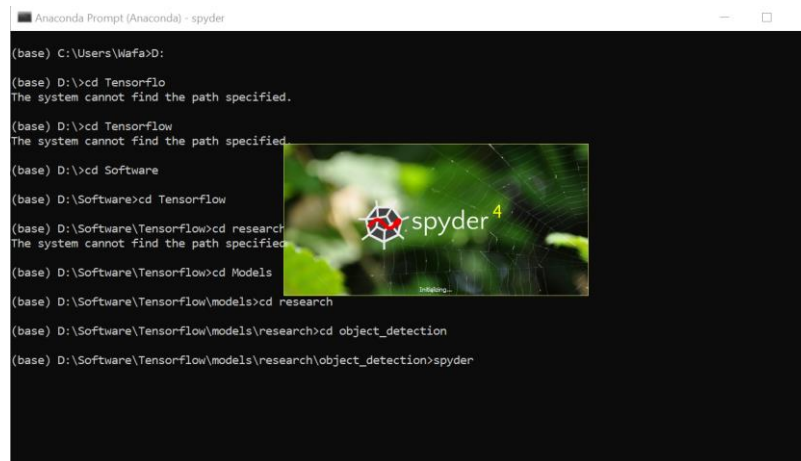 Anaconda Prompt (Anaconda) - spyder
(base) C:\Users\Wafa>D:
(base) D:\>cd Tensorflo
The system cannot find the path specified.
(base) D:\>cd Tensorflow
The system cannot find the path specified.
(base) D:\>cd Software
(base) D:\Software>cd Tensorflow
(base) D:\Software\Tensorflow>cd research
The system cannot find the path specified
(base) D:\Software\Tensorflow>cd Models
(base) D:\Software\Tensorflow\models>cd research
(base) D:\Software\Tensorflow\models\research>cd object_detection
(base) D:\Software\Tensorflow\models\research\object_detection>spyder
spyder 4
Initializing...